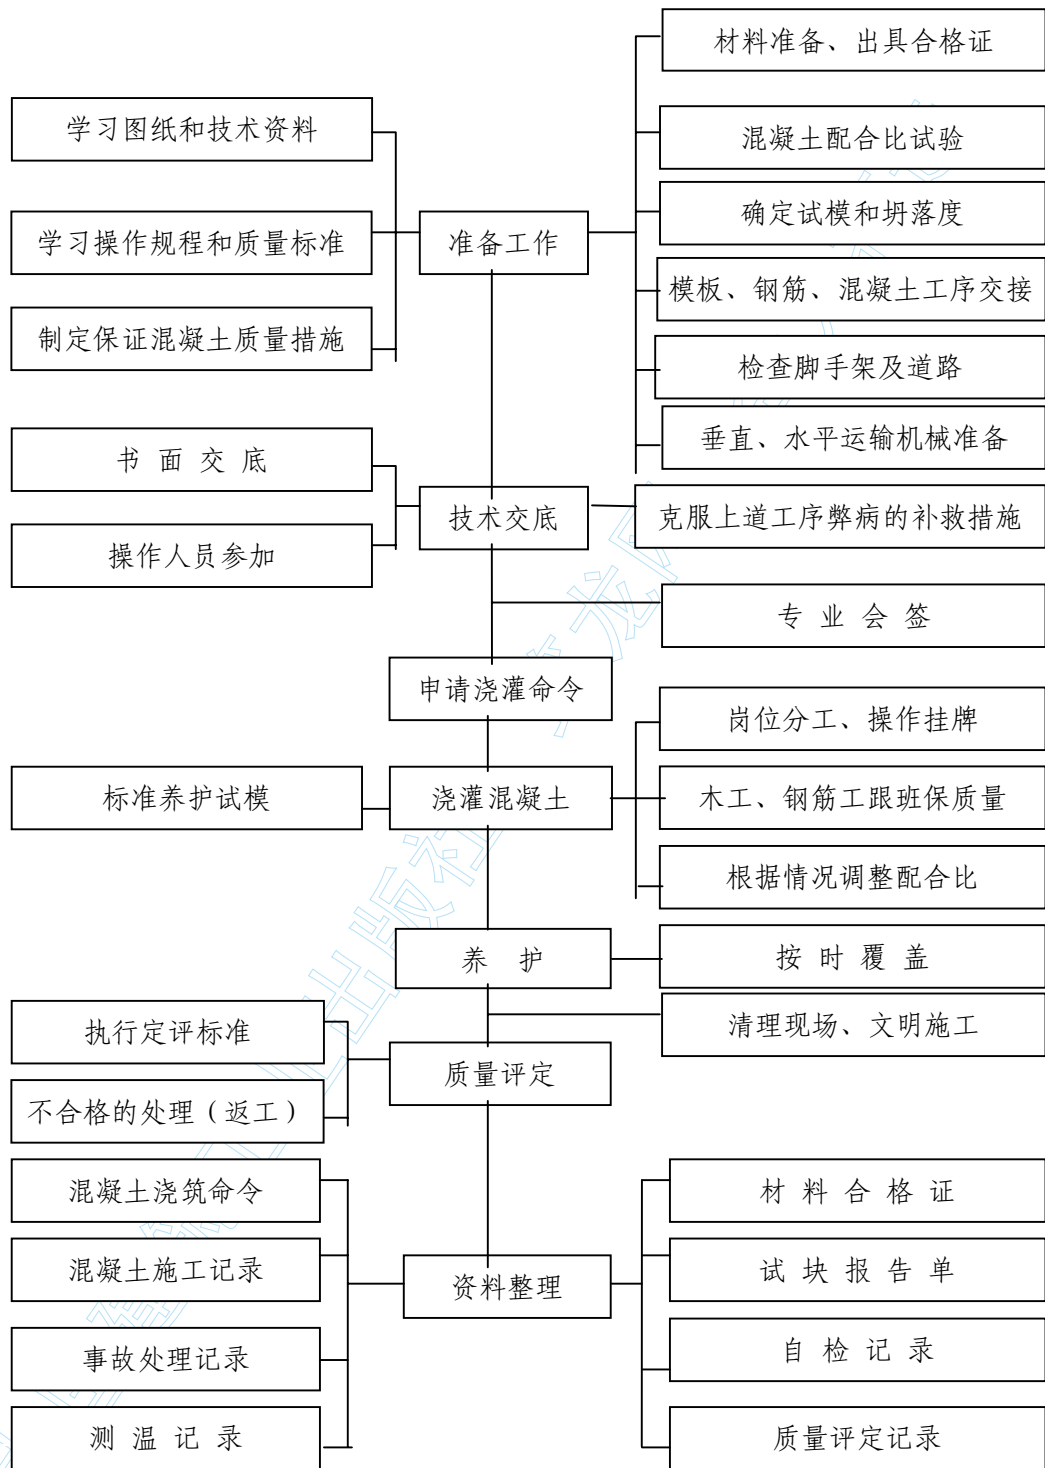 材料准备、出具合格证
学习图纸和技术资料
混凝土配合比试验
确定试模和坍落度
学习操作规程和质量标准
准备工作
模板、钢筋、混凝土工序交接
制定保证混凝土质量措施
检查脚手架及道路
垂直、水平运输机械准备
书面交底
技术交底
克服上道工序弊病的补救措施
操作人员参加
专业会签
申请浇灌命令
岗位分工、操作挂牌
标准养护试模
浇灌混凝土
木工、钢筋工跟班保质量
根据情况调整配合比
养护
按时覆盖
执行定评标准
清理现场、文明施工
质量评定
不合格的处理(返工)
混凝土浇筑命令
材料合格证
混凝土施工记录
资料整理
试块报告单
事故处理记录
自检记录
测温记录
质量评定记录